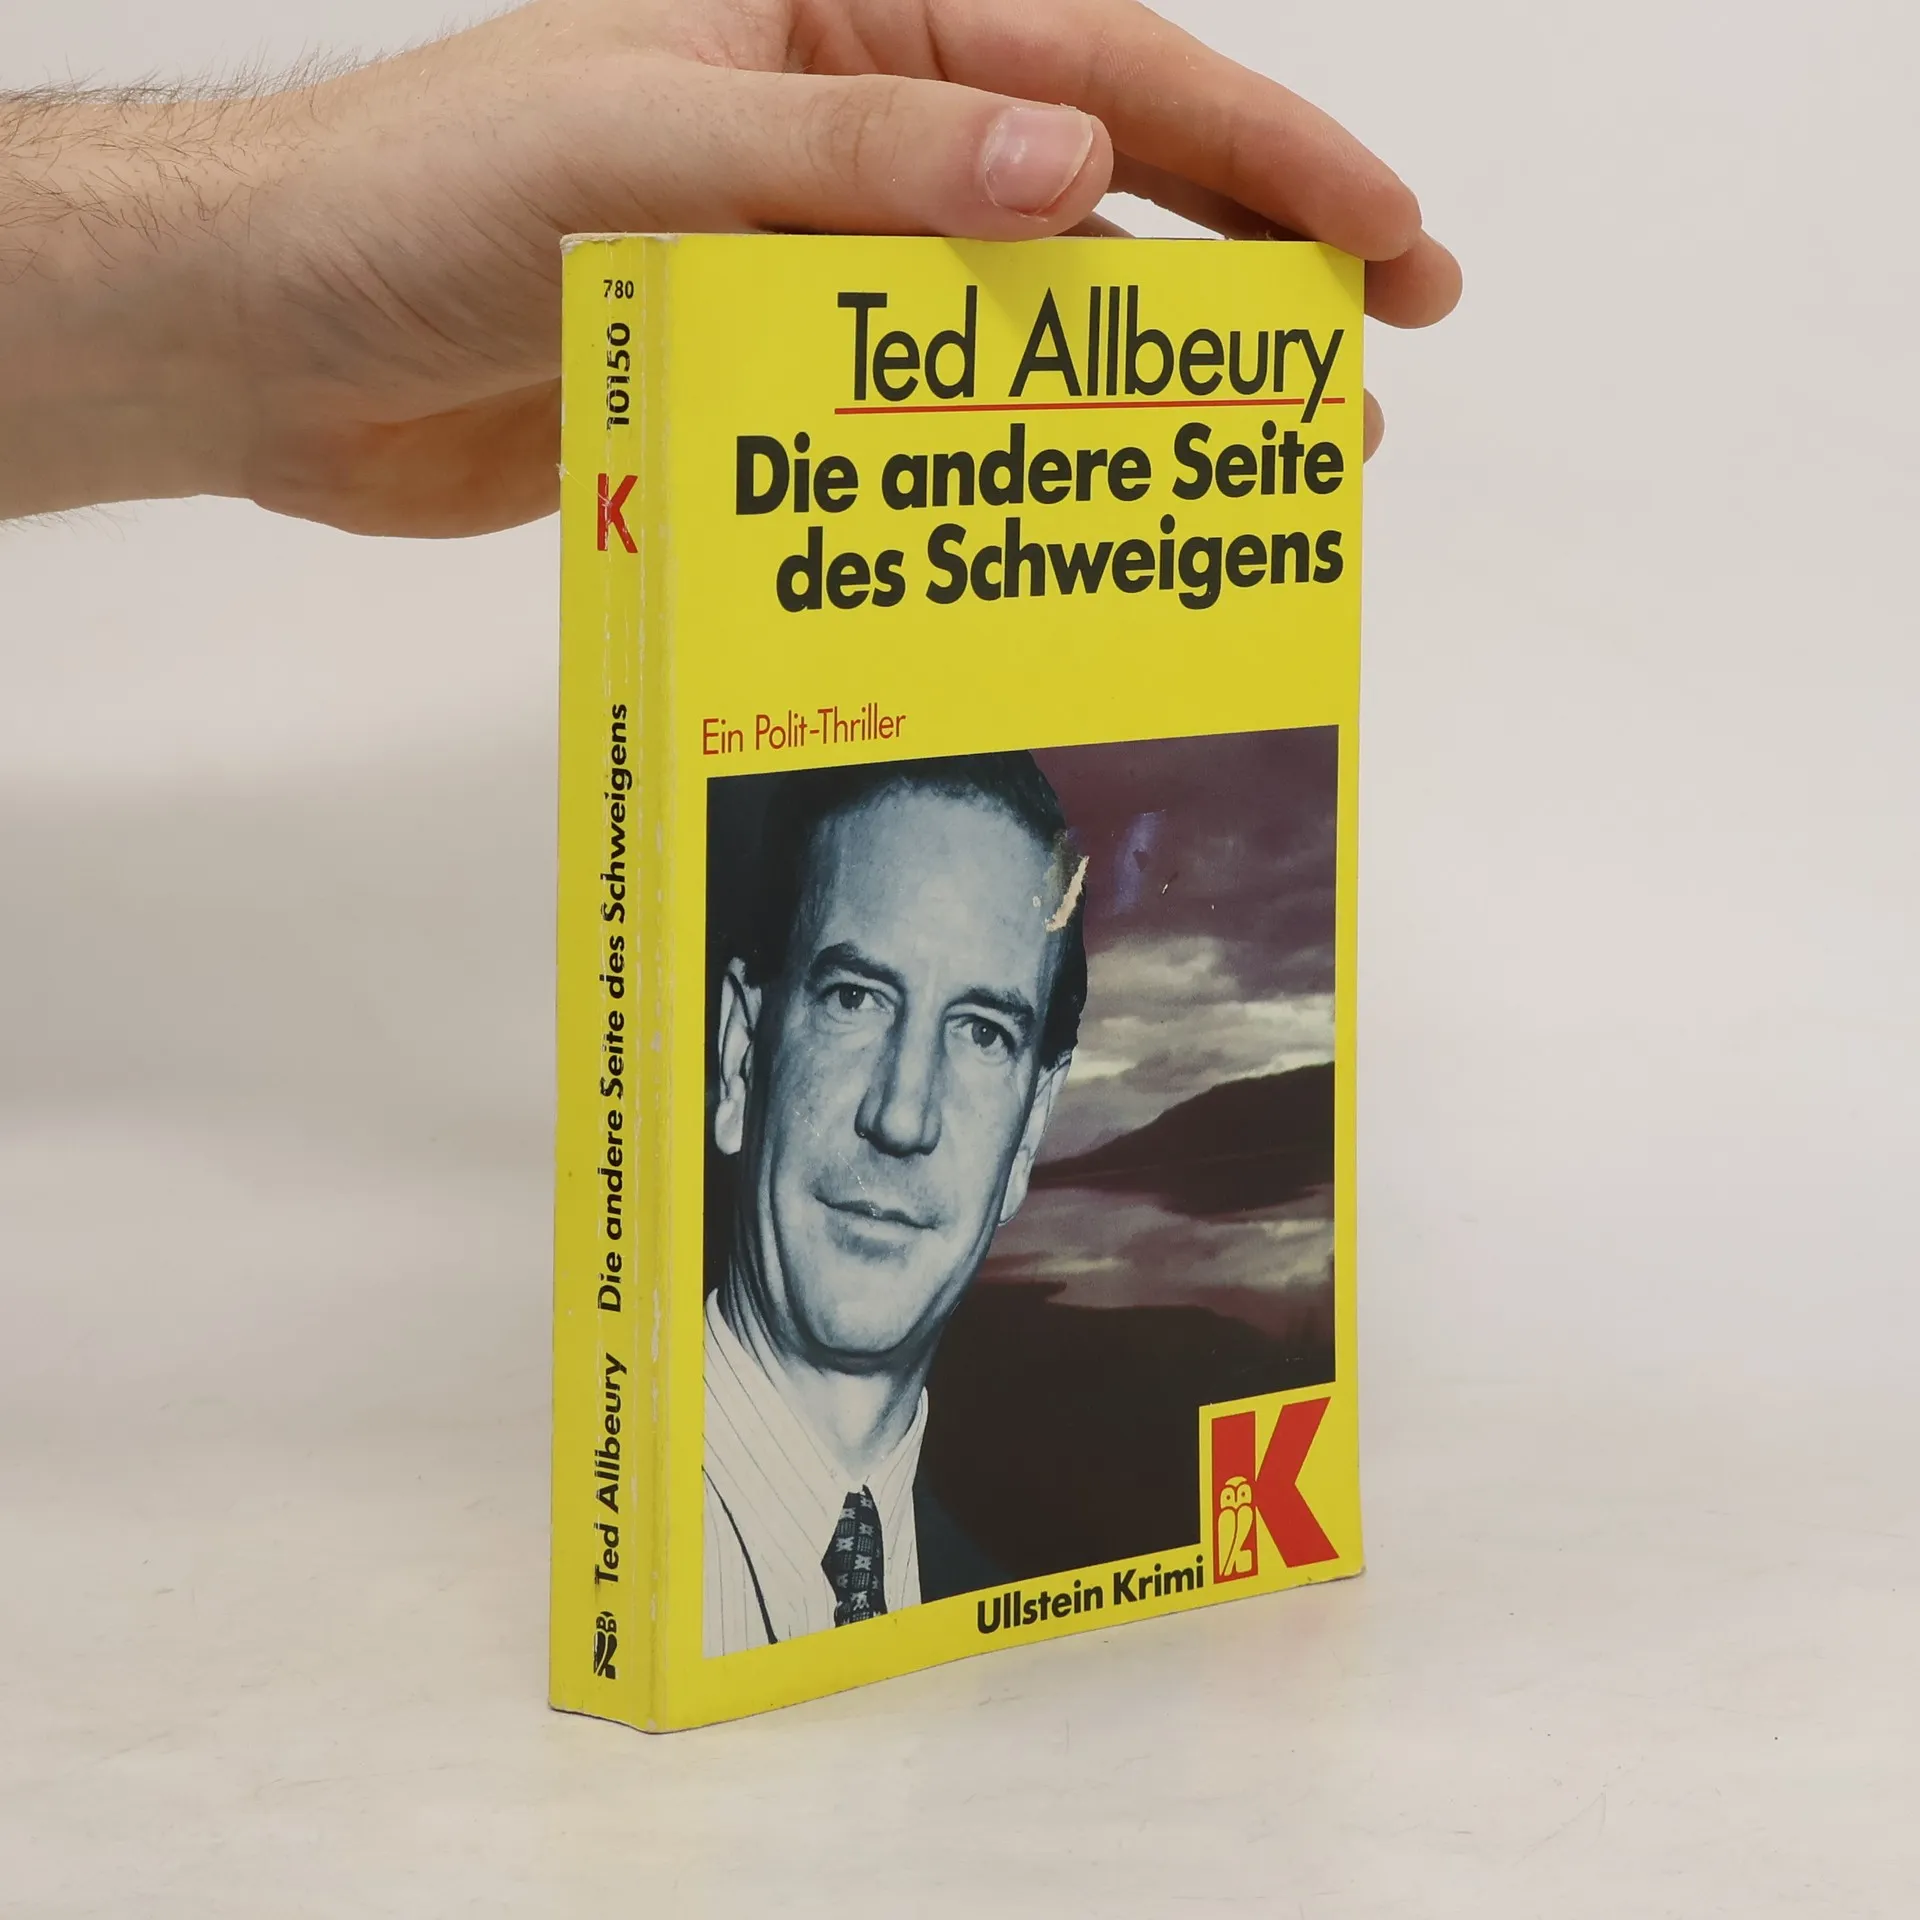 Ted Allbeury
Die andere Seite
des Schweigens
Ein Polit-Thriller
Ullstein Krimi
K
780
10150
K
Ted Allbeury Die andere Seite des Schweigens